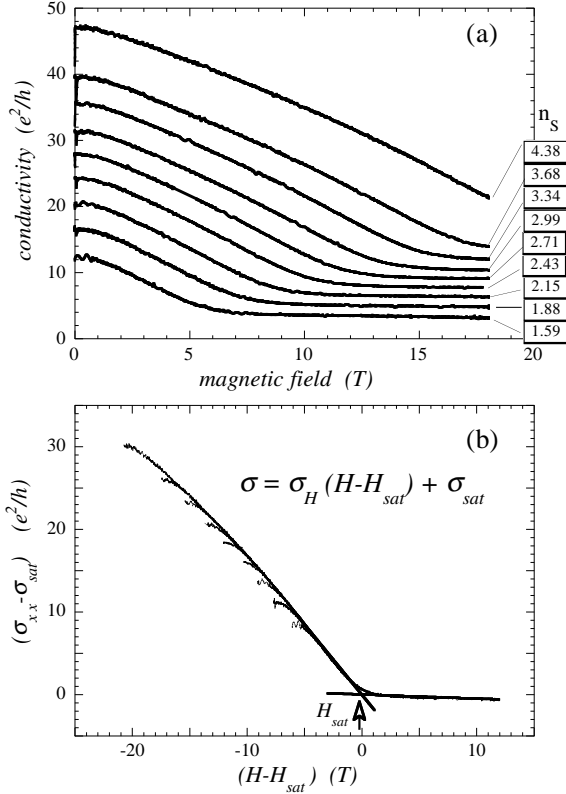 (a)
50
40
30
20
10
0
conductivity (e²/h)
n_S
4.38
3.68
3.34
2.99
2.71
2.43
2.15
1.88
1.59
0 5 10 15 20
magnetic field (T)
(b)
30
20
10
0
(σ_xx-σ_sat) (e²/h)
σ = σ_H (H-H_sat) + σ_sat
H_sat
-20 -10 0 10
(H-H_sat) (T)